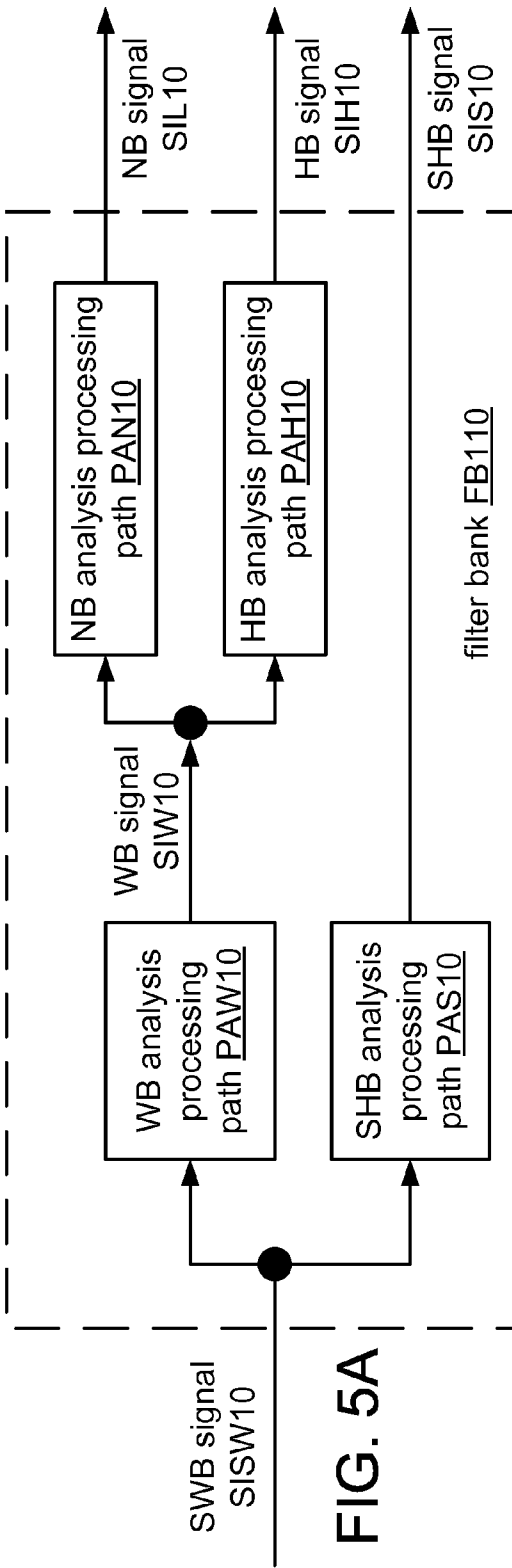 SWB signal
SISW10
WB analysis
processing
path PAW10
SHB analysis
processing
path PAS10
WB signal
SIW10
NB analysis processing
path PAN10
HB analysis processing
path PAH10
NB signal
SIL10
HB signal
SIH10
SHB signal
SIS10
filter bank FB110
FIG. 5A